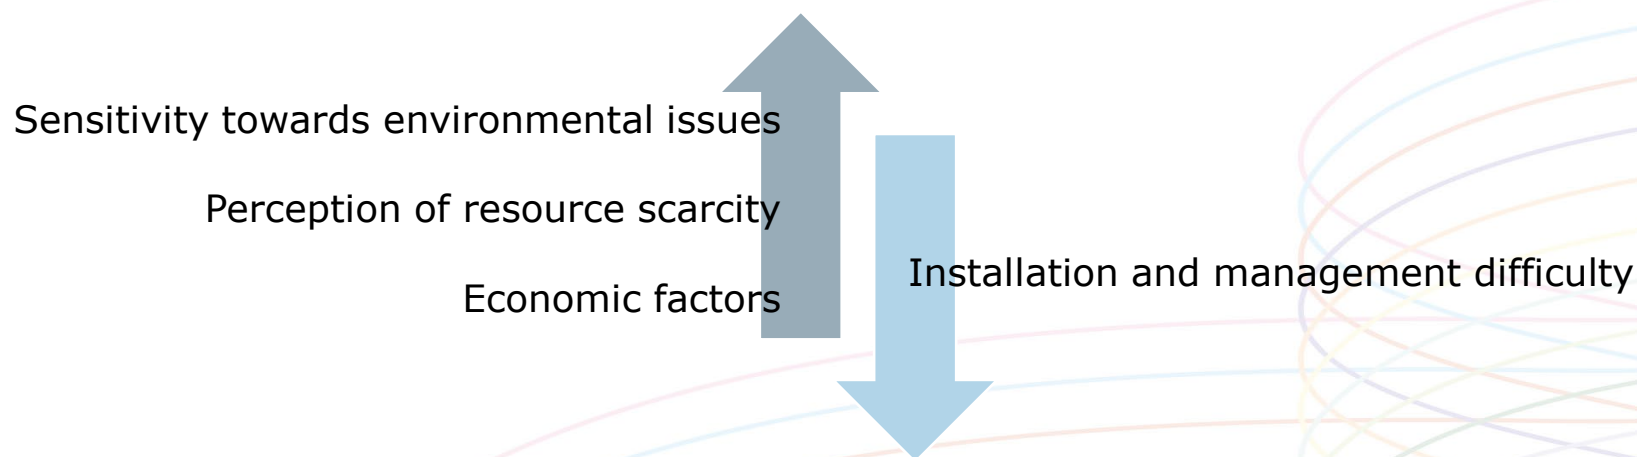 Sensitivity towards environmental issues
Perception of resource scarcity
Economic factors
Installation and management difficulty